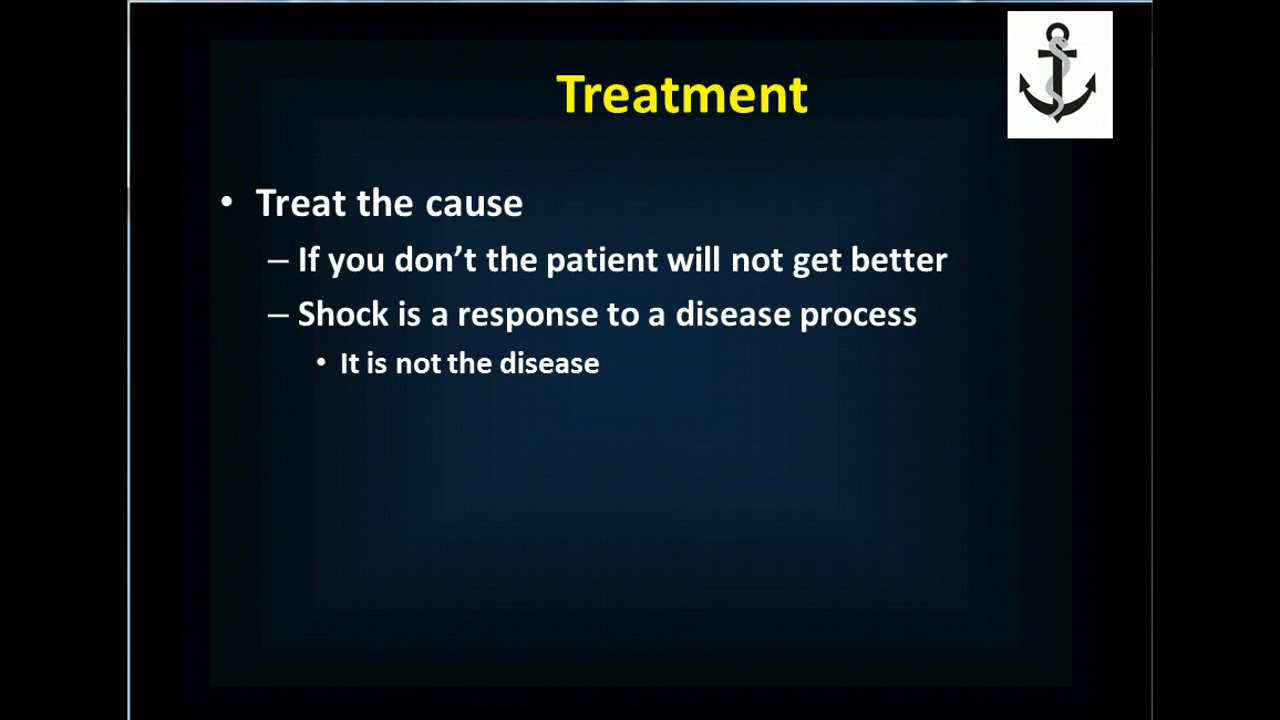 Treatment
• Treat the cause
– If you don’t the patient will not get better
– Shock is a response to a disease process
• It is not the disease